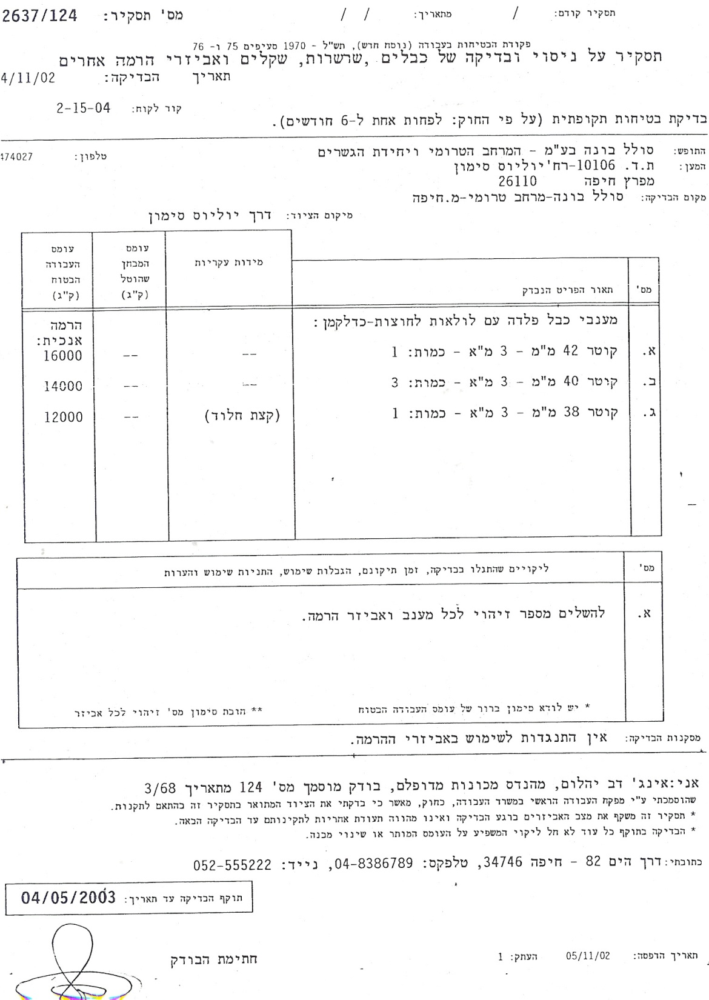 תסקיר קודם: / מתאריך: / / מס' תסקיר: 2637/124
פקודת הבטיחות בעבודה (נוסח חדש), תש"ל - 1970 סעיפים 75 ו- 76
תסקיר על ניסוי ובדיקה של כבלים ,שרשרות, שקלים ואביזרי הרמה אחרים
תאריך הבדיקה: 4/11/02
קוד לקוח: 2-15-04
בדיקת בטיחות תקופתית (על פי החוק: לפחות אחת ל-6 חודשים).
התופש: סולל בונה בע"מ - המרחב הטרומי ויחידת הגשרים טלפון: 474027
המען: ת.ד. 10106-רח'יוליוס סימון
מפרץ חיפה 26110
מקום הבדיקה: סולל בונה-מרחב טרומי-מ.חיפה
מיקום הציוד: דרך יוליוס סימון
מס' תאור הפריט הנבדק מידות עקריות עומס המבחן שהוטל (ק"ג) עומס העבודה הבטוח (ק"ג)
מענבי כבל פלדה עם לולאות לחוצות-כדלקמן: הרמה
אנכית:
א. קוטר 42 מ"מ - 3 מ"א - כמות: 1 -- -- 16000
ב. קוטר 40 מ"מ - 3 מ"א - כמות: 3 -- -- 14000
ג. קוטר 38 מ"מ - 3 מ"א - כמות: 1 (קצת חלוד) -- 12000
מס' ליקויים שהתגלו בבדיקה, זמן תיקונם, הגבלות שימוש, התניות שימוש והערות
א. להשלים מספר זיהוי לכל מענב ואביזר הרמה.
* יש לודא סימון ברור של עומס העבודה הבטוח ** חובת סימון מס' זיהוי לכל אביזר
מסקנות הבדיקה: אין התנגדות לשימוש באביזרי ההרמה.
אני:אינג' דב יהלום, מהנדס מכונות מדופלם, בודק מוסמך מס' 124 מתאריך 3/68
שהוסמכתי ע"י מפקח העבודה הראשי במשרד העבודה, כחוק, מאשר כי בדקתי את הציוד המתואר בתסקיר זה בהתאם לתקנות.
* תסקיר זה משקף את מצב האביזרים ברגע הבדיקה ואינו מהווה תעודת אחריות לתקינותם עד הבדיקה הבאה.
* הבדיקה בתוקף כל עוד לא חל ליקוי המשפיע על העומס המותר או שינוי מבנה.
כתובתי:דרך הים 82 - חיפה 34746, טלפקס: 04-8386789, נייד: 052-555222
תוקף הבדיקה עד תאריך: 04/05/2003
תאריך הדפסה: 05/11/02 העתק: 1 חתימת הבודק